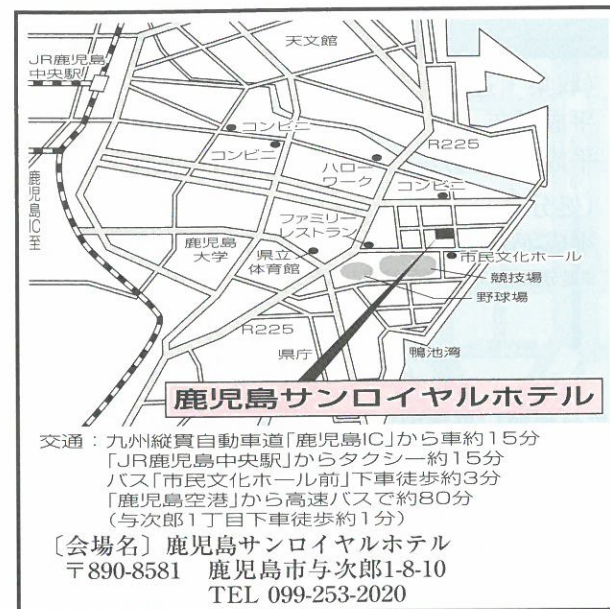 天文館
JR鹿児島
中央駅
コンビニ
コンビニ
R225
ハロー
ワーク
コンビニ
鹿児島IC至
ファミリー
レストラン
鹿児島
大学
県立
体育館
市民文化ホール
競技場
野球場
R225
県庁
鴨池湾
鹿児島サンロイヤルホテル
交通：九州縦貫自動車道「鹿児島IC」から車約15分
「JR鹿児島中央駅」からタクシー約15分
バス「市民文化ホール前」下車徒歩約3分
「鹿児島空港」から高速バスで約80分
（与次郎1丁目下車徒歩約1分）
〔会場名〕鹿児島サンロイヤルホテル
〒890-8581　鹿児島市与次郎1-8-10
TEL 099-253-2020